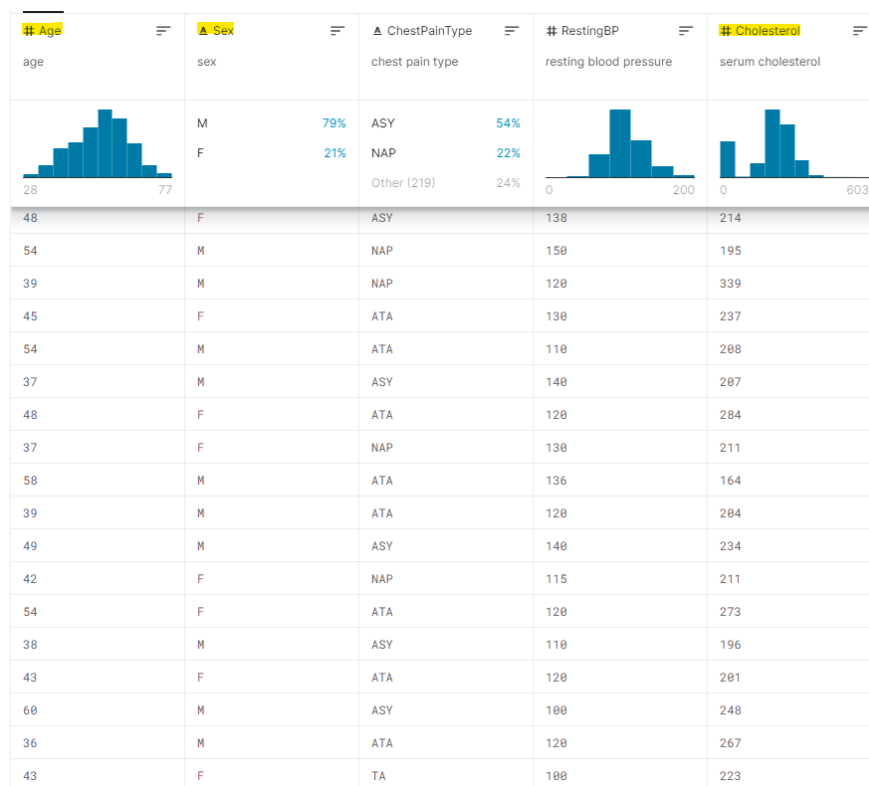 # Age A Sex A ChestPainType # RestingBP # Cholesterol
age sex chest pain type resting blood pressure serum cholesterol
M 79% ASY 54%
F 21% NAP 22%
Other (219) 24%
28 77 0 200 0 603
48 F ASY 138 214
54 M NAP 150 195
39 M NAP 120 339
45 F ATA 130 237
54 M ATA 110 208
37 M ASY 140 207
48 F ATA 120 284
37 F NAP 130 211
58 M ATA 136 164
39 M ATA 120 204
49 M ASY 140 234
42 F NAP 115 211
54 F ATA 120 273
38 M ASY 110 196
43 F ATA 120 201
60 M ASY 100 248
36 M ATA 120 267
43 F TA 100 223